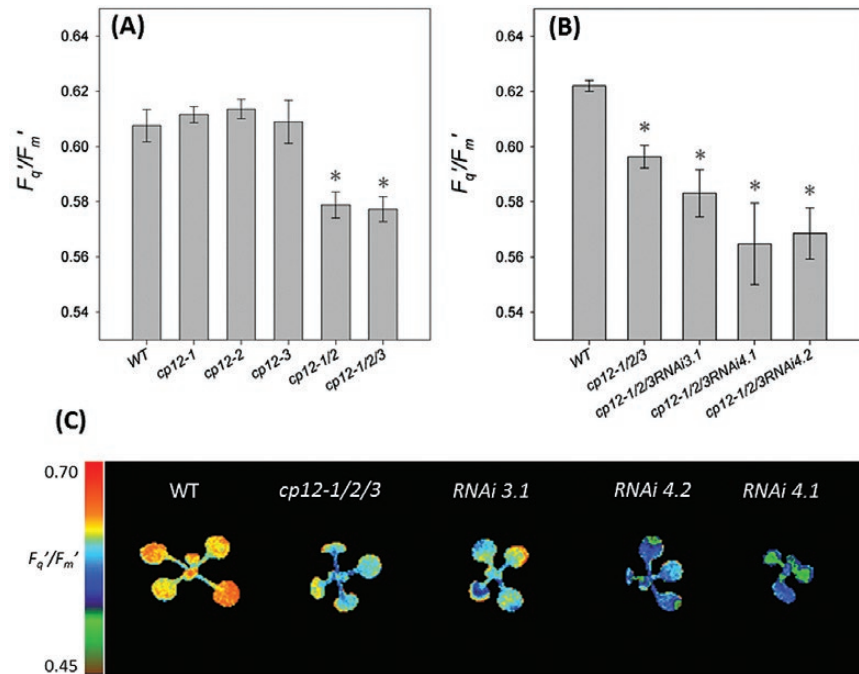 (A)
0.64
0.62
0.60
0.58
0.56
0.54
Fq'/Fm'
* *
WT
cp12-1
cp12-2
cp12-3
cp12-1/2
cp12-1/2/3
(B)
0.64
0.62
0.60
0.58
0.56
0.54
Fq'/Fm'
* * * *
WT
cp12-1/2/3
cp12-1/2/3RNAi3.1
cp12-1/2/3RNAi4.1
cp12-1/2/3RNAi4.2
(C)
0.70
Fq'/Fm'
0.45
WT cp12-1/2/3 RNAi 3.1 RNAi 4.2 RNAi 4.1